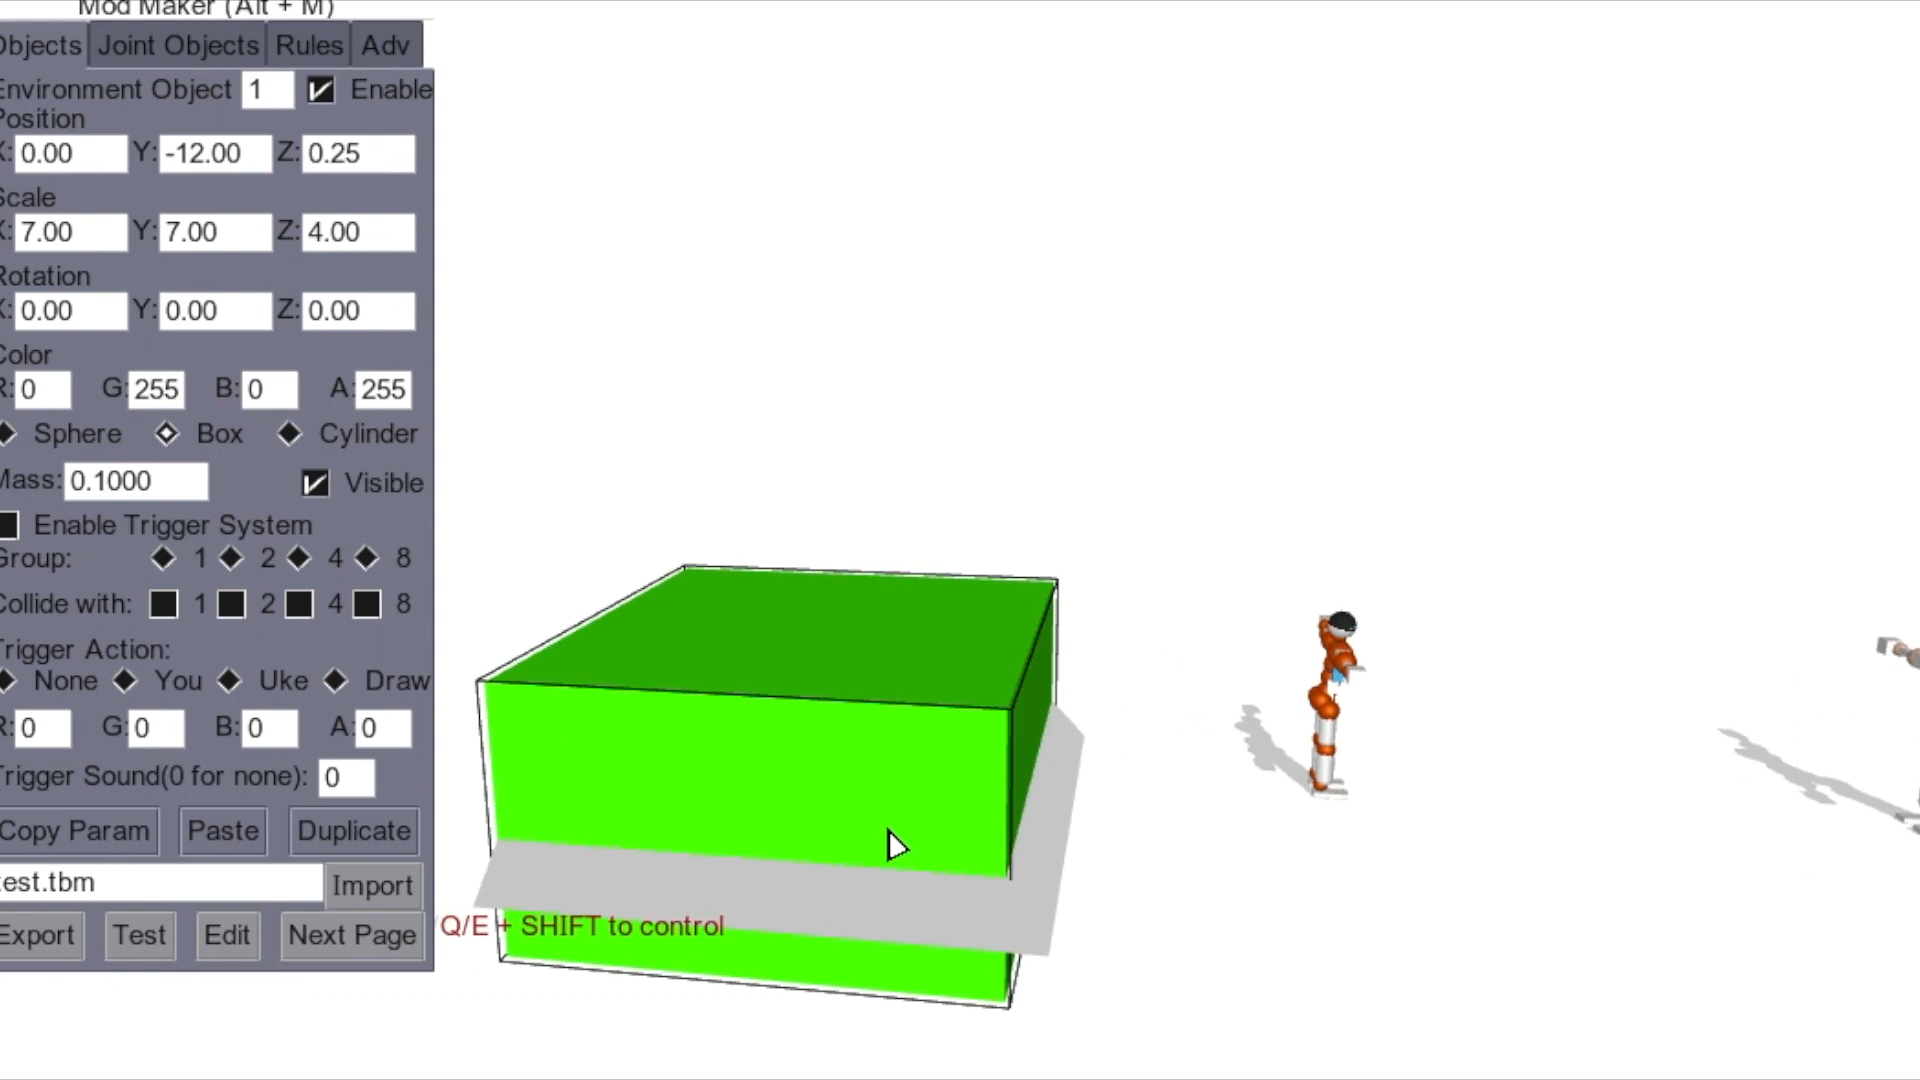 Mod Maker (Alt + M)
Objects Joint Objects Rules Adv
Environment Object 1 Enable
Position
X: 0.00 Y: -12.00 Z: 0.25
Scale
X: 7.00 Y: 7.00 Z: 4.00
Rotation
X: 0.00 Y: 0.00 Z: 0.00
Color
R: 0 G: 255 B: 0 A: 255
Sphere Box Cylinder
Mass: 0.1000 Visible
Enable Trigger System
Group: 1 2 4 8
Collide with: 1 2 4 8
Trigger Action:
None You Uke Draw
R: 0 G: 0 B: 0 A: 0
Trigger Sound(0 for none): 0
Copy Param Paste Duplicate
test.tbm Import
Export Test Edit Next Page
Q/E + SHIFT to control